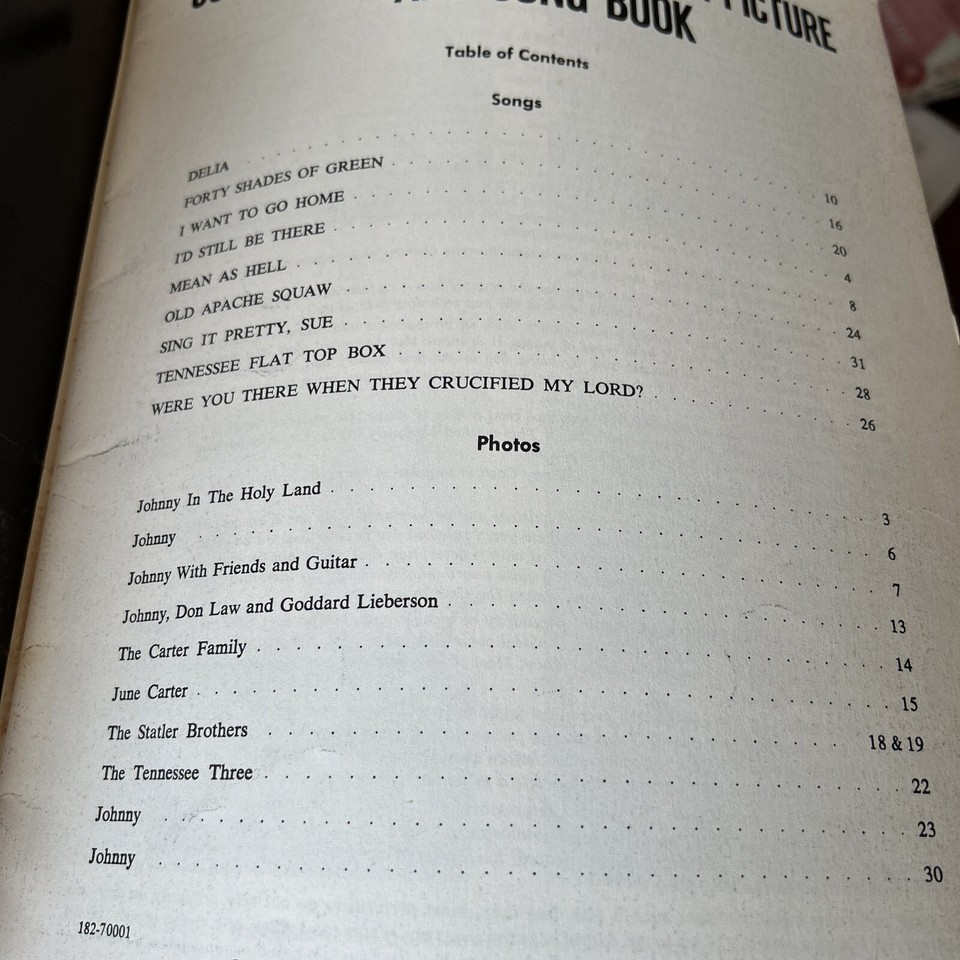 PICTURE
SONG BOOK
Table of Contents
Songs
DELIA . . . . . . . . . . . . . . . . . . . . 10
FORTY SHADES OF GREEN . . . . . . . . . . . . . . . . . . . . 16
I WANT TO GO HOME . . . . . . . . . . . . . . . . . . . . 20
I'D STILL BE THERE . . . . . . . . . . . . . . . . . . . . 4
MEAN AS HELL . . . . . . . . . . . . . . . . . . . . 8
OLD APACHE SQUAW . . . . . . . . . . . . . . . . . . . . 24
SING IT PRETTY, SUE . . . . . . . . . . . . . . . . . . . . 31
TENNESSEE FLAT TOP BOX . . . . . . . . . . . . . . . . . . . . 28
WERE YOU THERE WHEN THEY CRUCIFIED MY LORD? . . . . . . . . . . 26
Photos
Johnny In The Holy Land . . . . . . . . . . . . . . . . . . . . 3
Johnny . . . . . . . . . . . . . . . . . . . . 6
Johnny With Friends and Guitar . . . . . . . . . . . . . . . . . . . . 7
Johnny, Don Law and Goddard Lieberson . . . . . . . . . . . . . . . . . . . . 13
The Carter Family . . . . . . . . . . . . . . . . . . . . 14
June Carter . . . . . . . . . . . . . . . . . . . . 15
The Statler Brothers . . . . . . . . . . . . . . . . . . . . 18 & 19
The Tennessee Three . . . . . . . . . . . . . . . . . . . . 22
Johnny . . . . . . . . . . . . . . . . . . . . 23
Johnny . . . . . . . . . . . . . . . . . . . . 30
182-70001